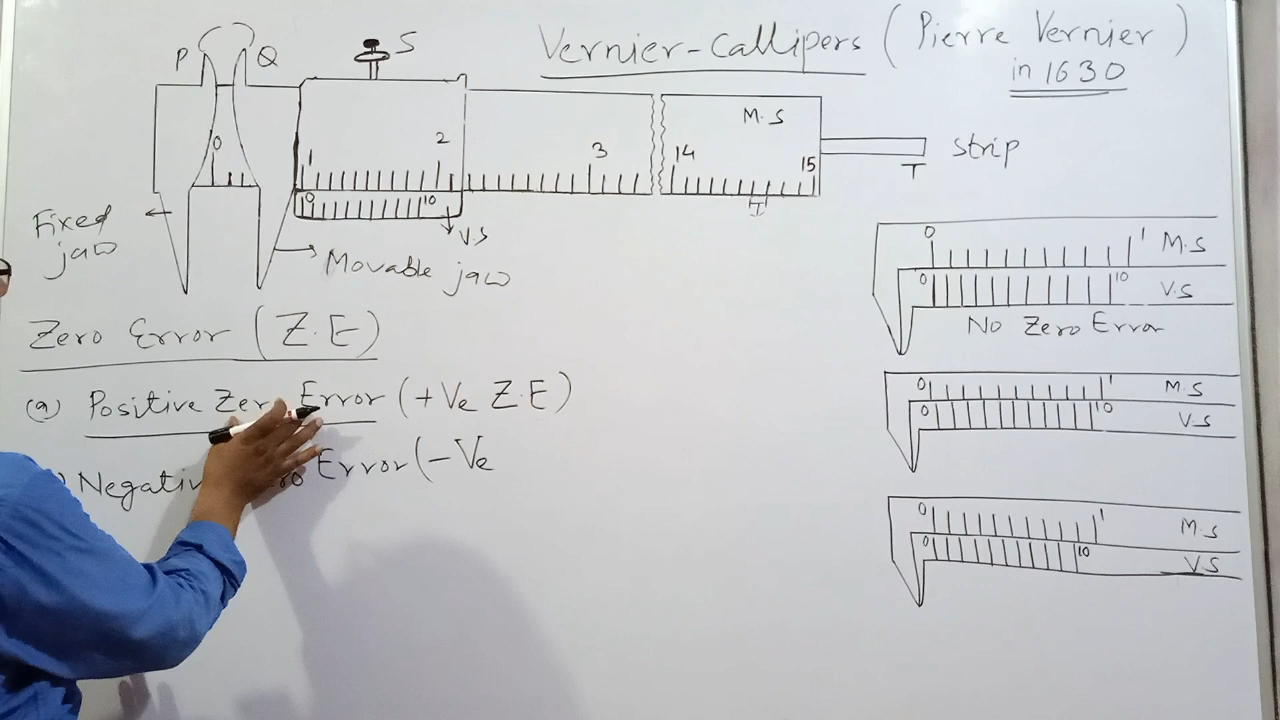 Vernier-Callipers (Pierre Vernier)
in 1630
P Q S
M.S
0 1 2 3 14 15
0 10
V.S
T
strip
Fixed
jaw
Movable jaw
Zero Error (Z.E)
(a) Positive Zero Error (+Ve Z.E)
Negative Error (-Ve
0 1 M.S
0 10 V.S
No Zero Error
0 1 M.S
0 10 V.S
0 1 M.S
0 10 V.S